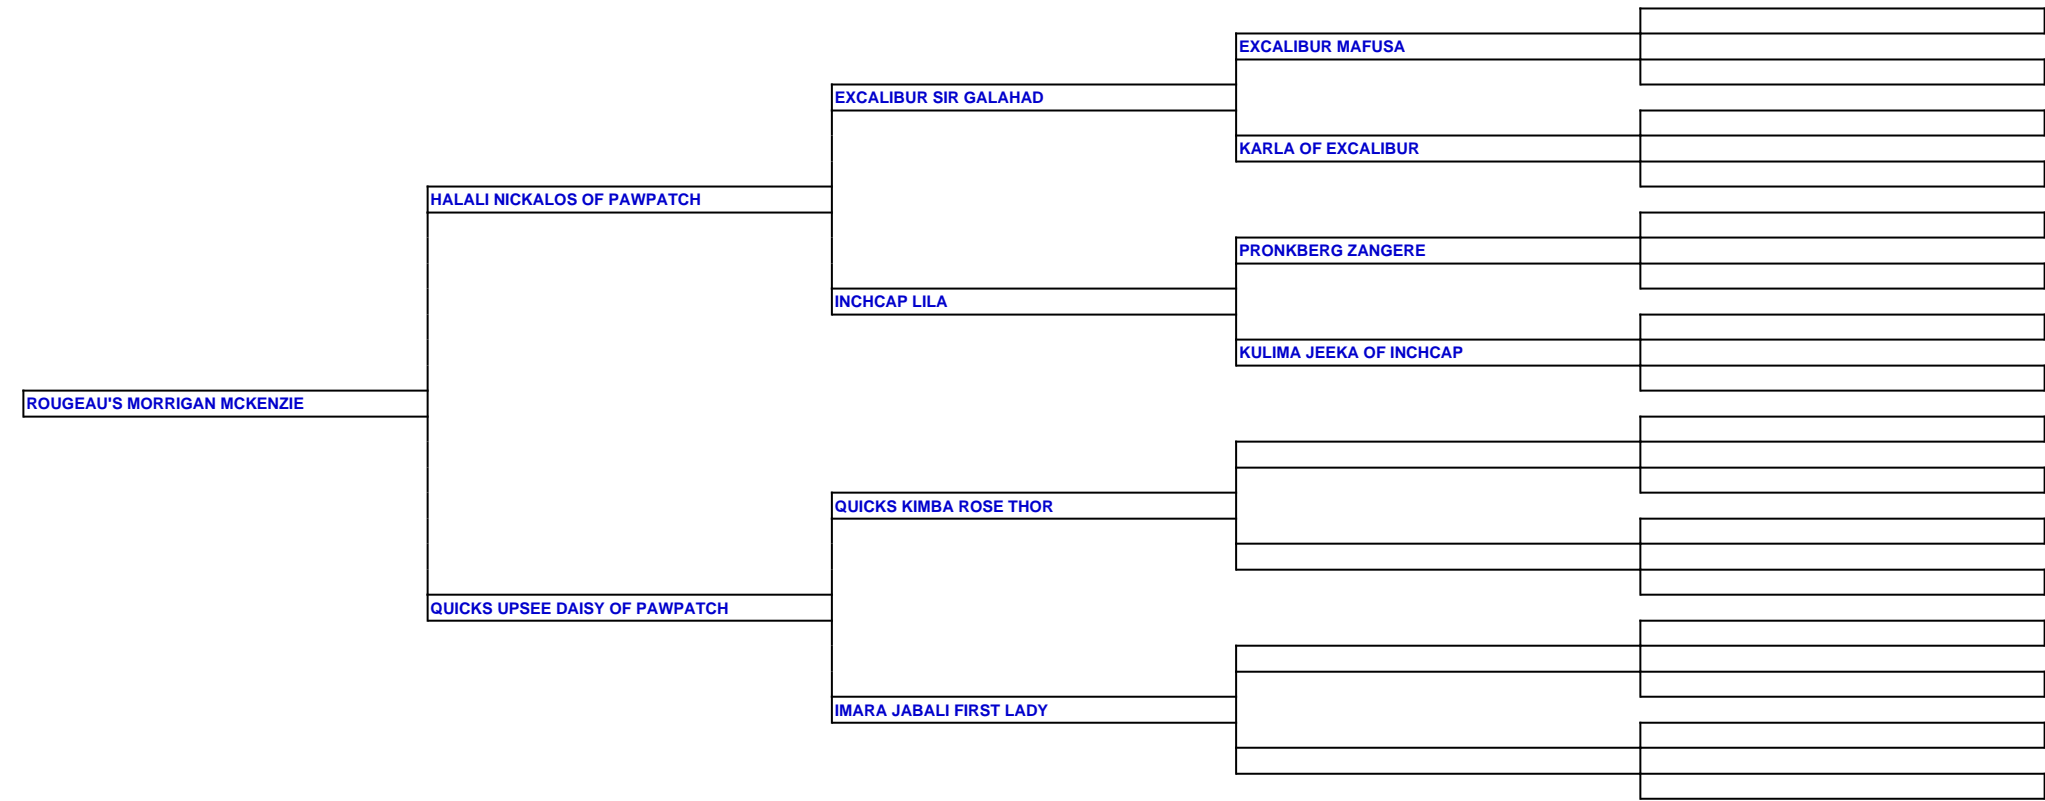 EXCALIBUR MAFUSA
EXCALIBUR SIR GALAHAD
KARLA OF EXCALIBUR
HALALI NICKALOS OF PAWPATCH
PRONKBERG ZANGERE
INCHCAP LILA
KULIMA JEEKA OF INCHCAP
ROUGEAU'S MORRIGAN MCKENZIE
QUICKS KIMBA ROSE THOR
QUICKS UPSEE DAISY OF PAWPATCH
IMARA JABALI FIRST LADY